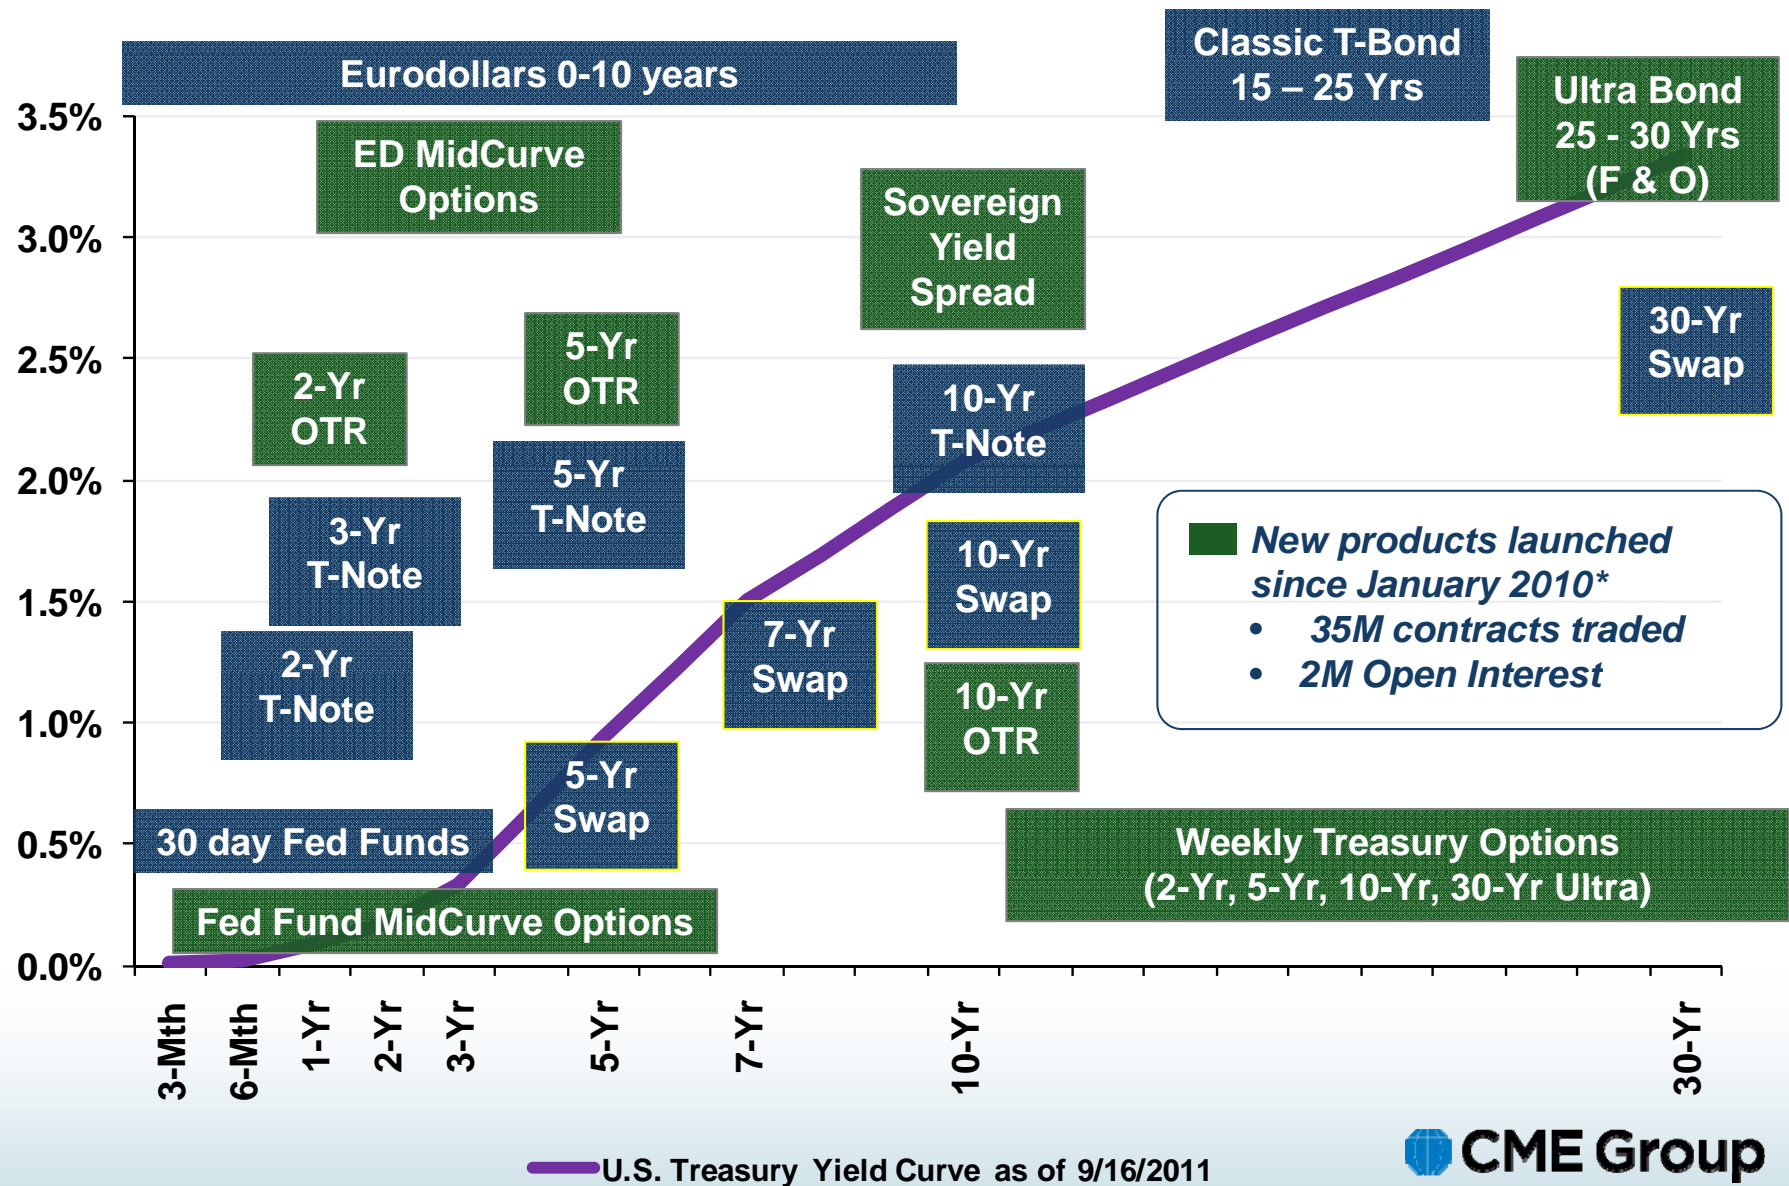 Eurodollars 0-10 years
Classic T-Bond
15 – 25 Yrs
Ultra Bond
25 - 30 Yrs
(F & O)
3.5%
3.0%
2.5%
2.0%
1.5%
1.0%
0.5%
0.0%
ED MidCurve
Options
Sovereign
Yield
Spread
30-Yr
Swap
5-Yr
OTR
2-Yr
OTR
10-Yr
T-Note
5-Yr
T-Note
3-Yr
T-Note
10-Yr
Swap
New products launched
since January 2010*
• 35M contracts traded
• 2M Open Interest
7-Yr
Swap
2-Yr
T-Note
10-Yr
OTR
5-Yr
Swap
30 day Fed Funds
Weekly Treasury Options
(2-Yr, 5-Yr, 10-Yr, 30-Yr Ultra)
Fed Fund MidCurve Options
3-Mth
6-Mth
1-Yr
2-Yr
3-Yr
5-Yr
7-Yr
10-Yr
30-Yr
U.S. Treasury Yield Curve as of 9/16/2011
CME Group